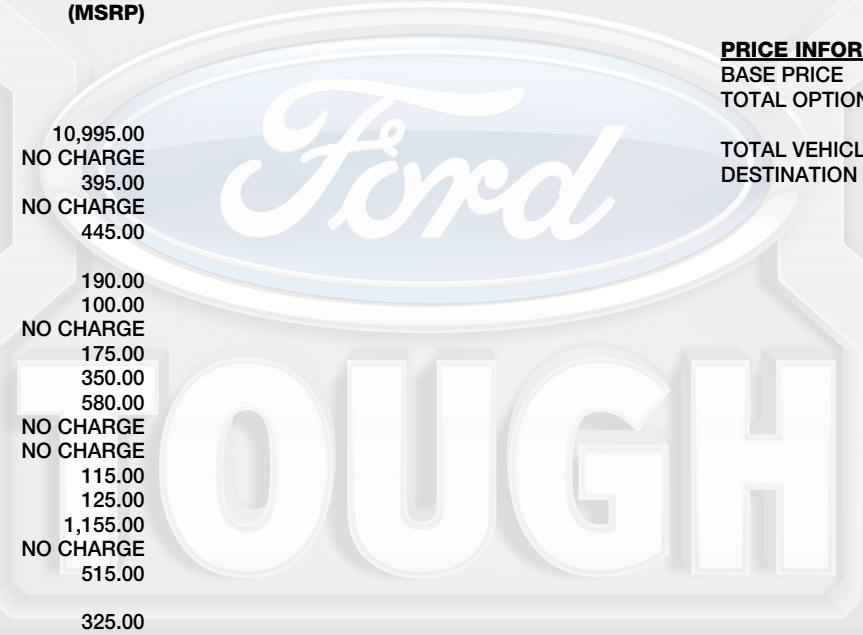 (MSRP)
10,995.00
NO CHARGE
395.00
NO CHARGE
445.00
190.00
100.00
NO CHARGE
175.00
350.00
580.00
NO CHARGE
NO CHARGE
115.00
125.00
1,155.00
NO CHARGE
515.00
325.00
PRICE INFOR
BASE PRICE
TOTAL OPTION
TOTAL VEHICL
DESTINATION
Ford
TOUGH